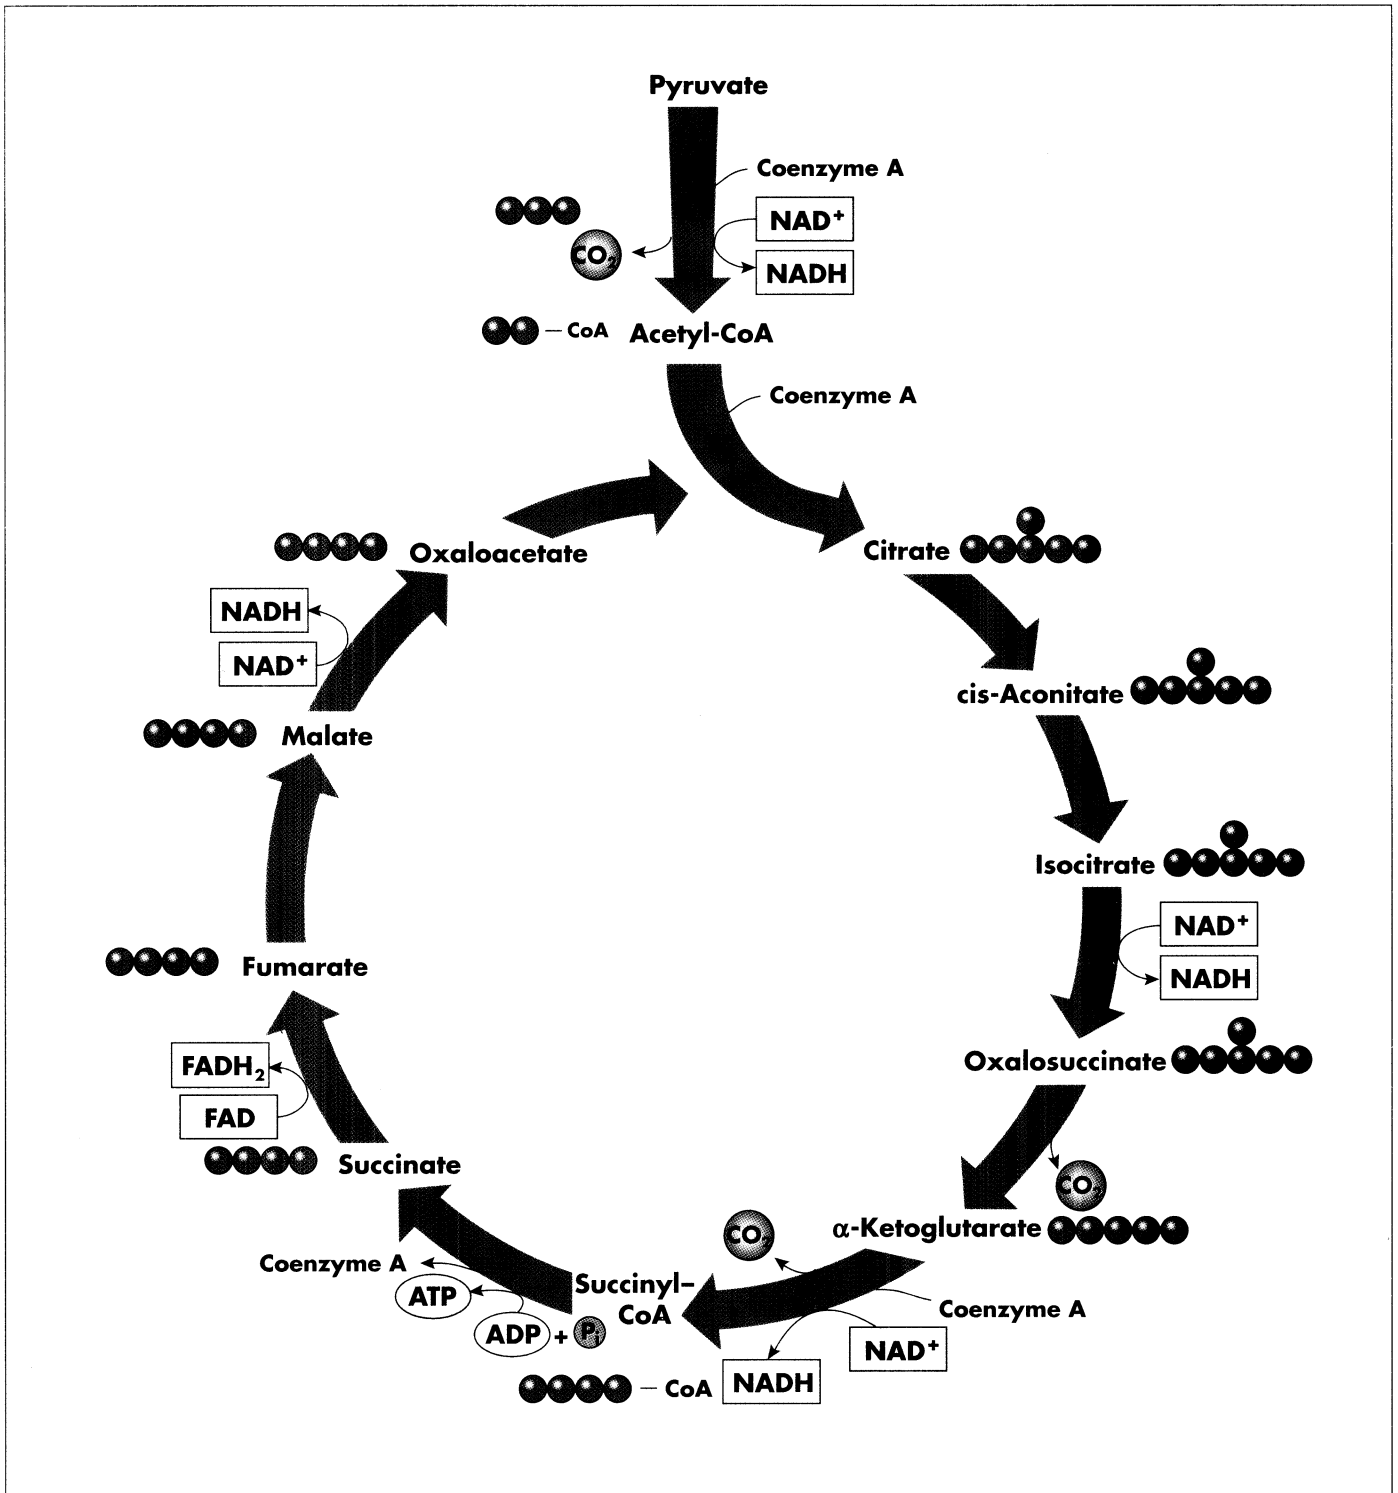 Pyruvate
Coenzyme A
NAD⁺
CO₂
NADH
CoA
Acetyl-CoA
Coenzyme A
Oxaloacetate
Citrate
NADH
NAD⁺
cis-Aconitate
Malate
Isocitrate
NAD⁺
Fumarate
NADH
Oxalosuccinate
FADH₂
FAD
Succinate
CO₂
α-Ketoglutarate
CO₂
Coenzyme A
Succinyl–
CoA
ATP
Coenzyme A
ADP + Pᵢ
NAD⁺
CoA
NADH